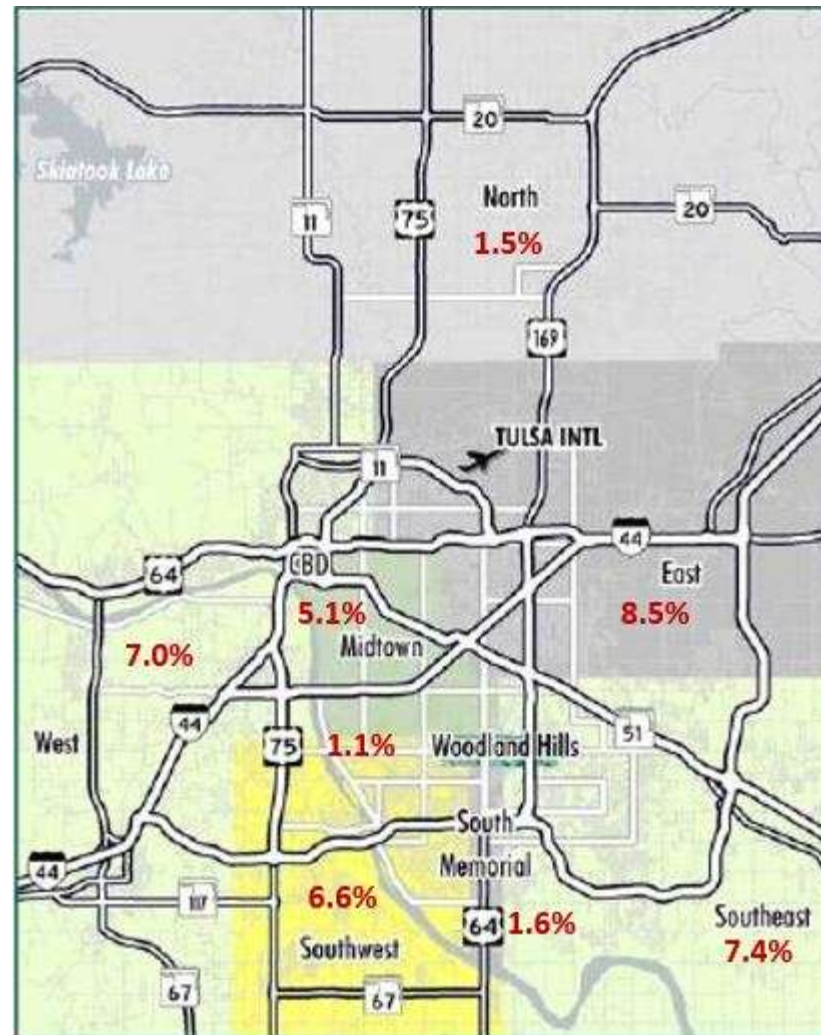 20
Skiatook Lake
North
11
75
20
1.5%
169
TULSA INTL
11
44
64
CBD
East
5.1%
8.5%
7.0%
Midtown
44
West
75
1.1%
Woodland Hills
51
South
44
Memorial
6.6%
64
1.6%
Southeast
Southwest
7.4%
67
67